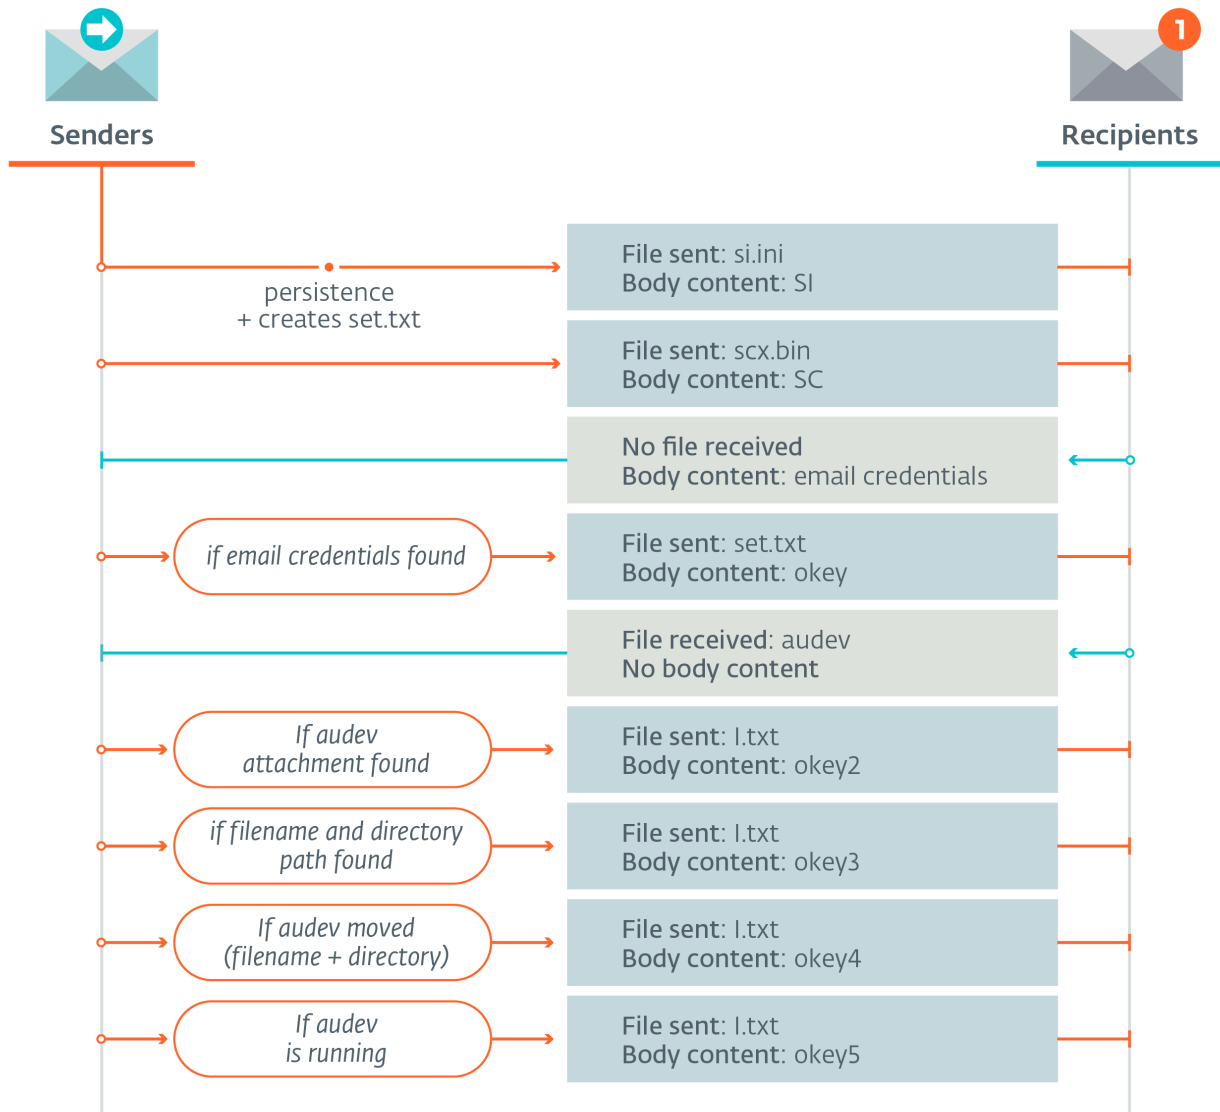 1
Senders
Recipients
File sent: si.ini
Body content: SI
persistence
+ creates set.txt
File sent: scx.bin
Body content: SC
No file received
Body content: email credentials
if email credentials found
File sent: set.txt
Body content: okey
File received: audev
No body content
If audev
attachment found
File sent: l.txt
Body content: okey2
if filename and directory
path found
File sent: l.txt
Body content: okey3
If audev moved
(filename + directory)
File sent: l.txt
Body content: okey4
If audev
is running
File sent: l.txt
Body content: okey5